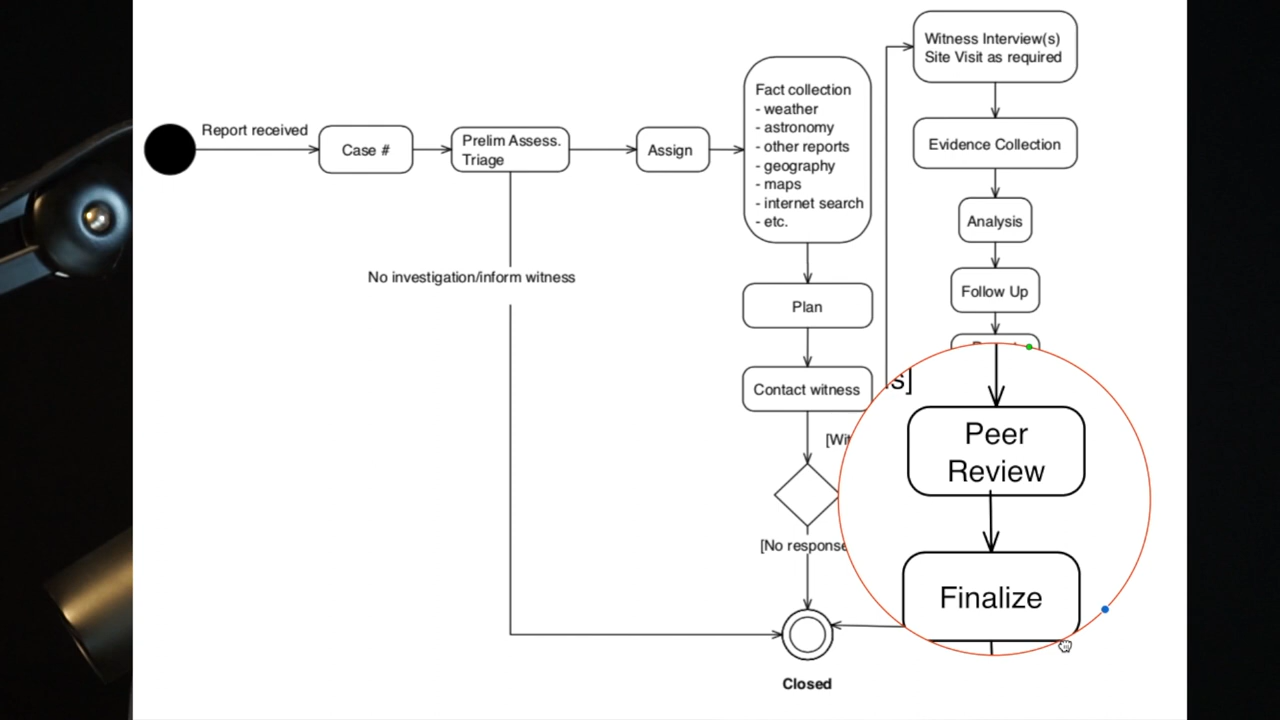 Report received
Case #
Prelim Assess.
Triage
Assign
Fact collection
- weather
- astronomy
- other reports
- geography
- maps
- internet search
- etc.
Witness Interview(s)
Site Visit as required
Evidence Collection
Analysis
Follow Up
No investigation/inform witness
Plan
Contact witness
s]
[Wit
Peer
Review
[No response
Finalize
Closed